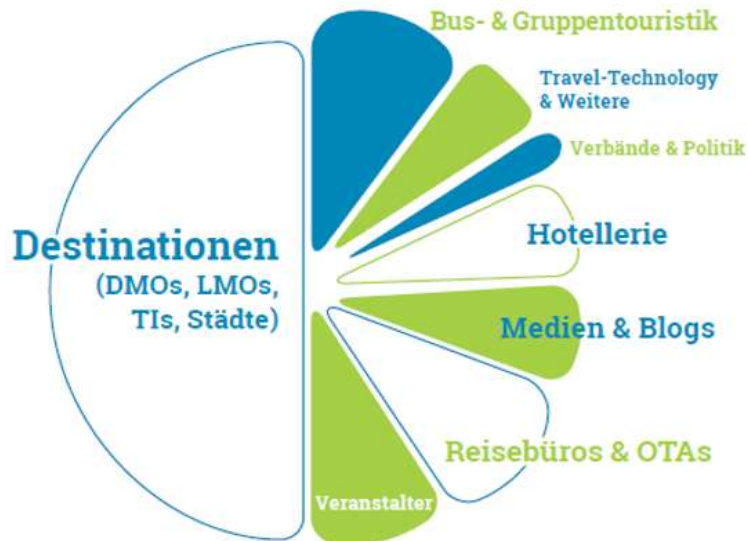 Bus- & Gruppentouristik
Travel-Technology
& Weitere
Verbände & Politik
Destinationen
(DMOs, LMOs,
TIs, Städte)
Hotellerie
Medien & Blogs
Reisebüros & OTAs
Veranstalter